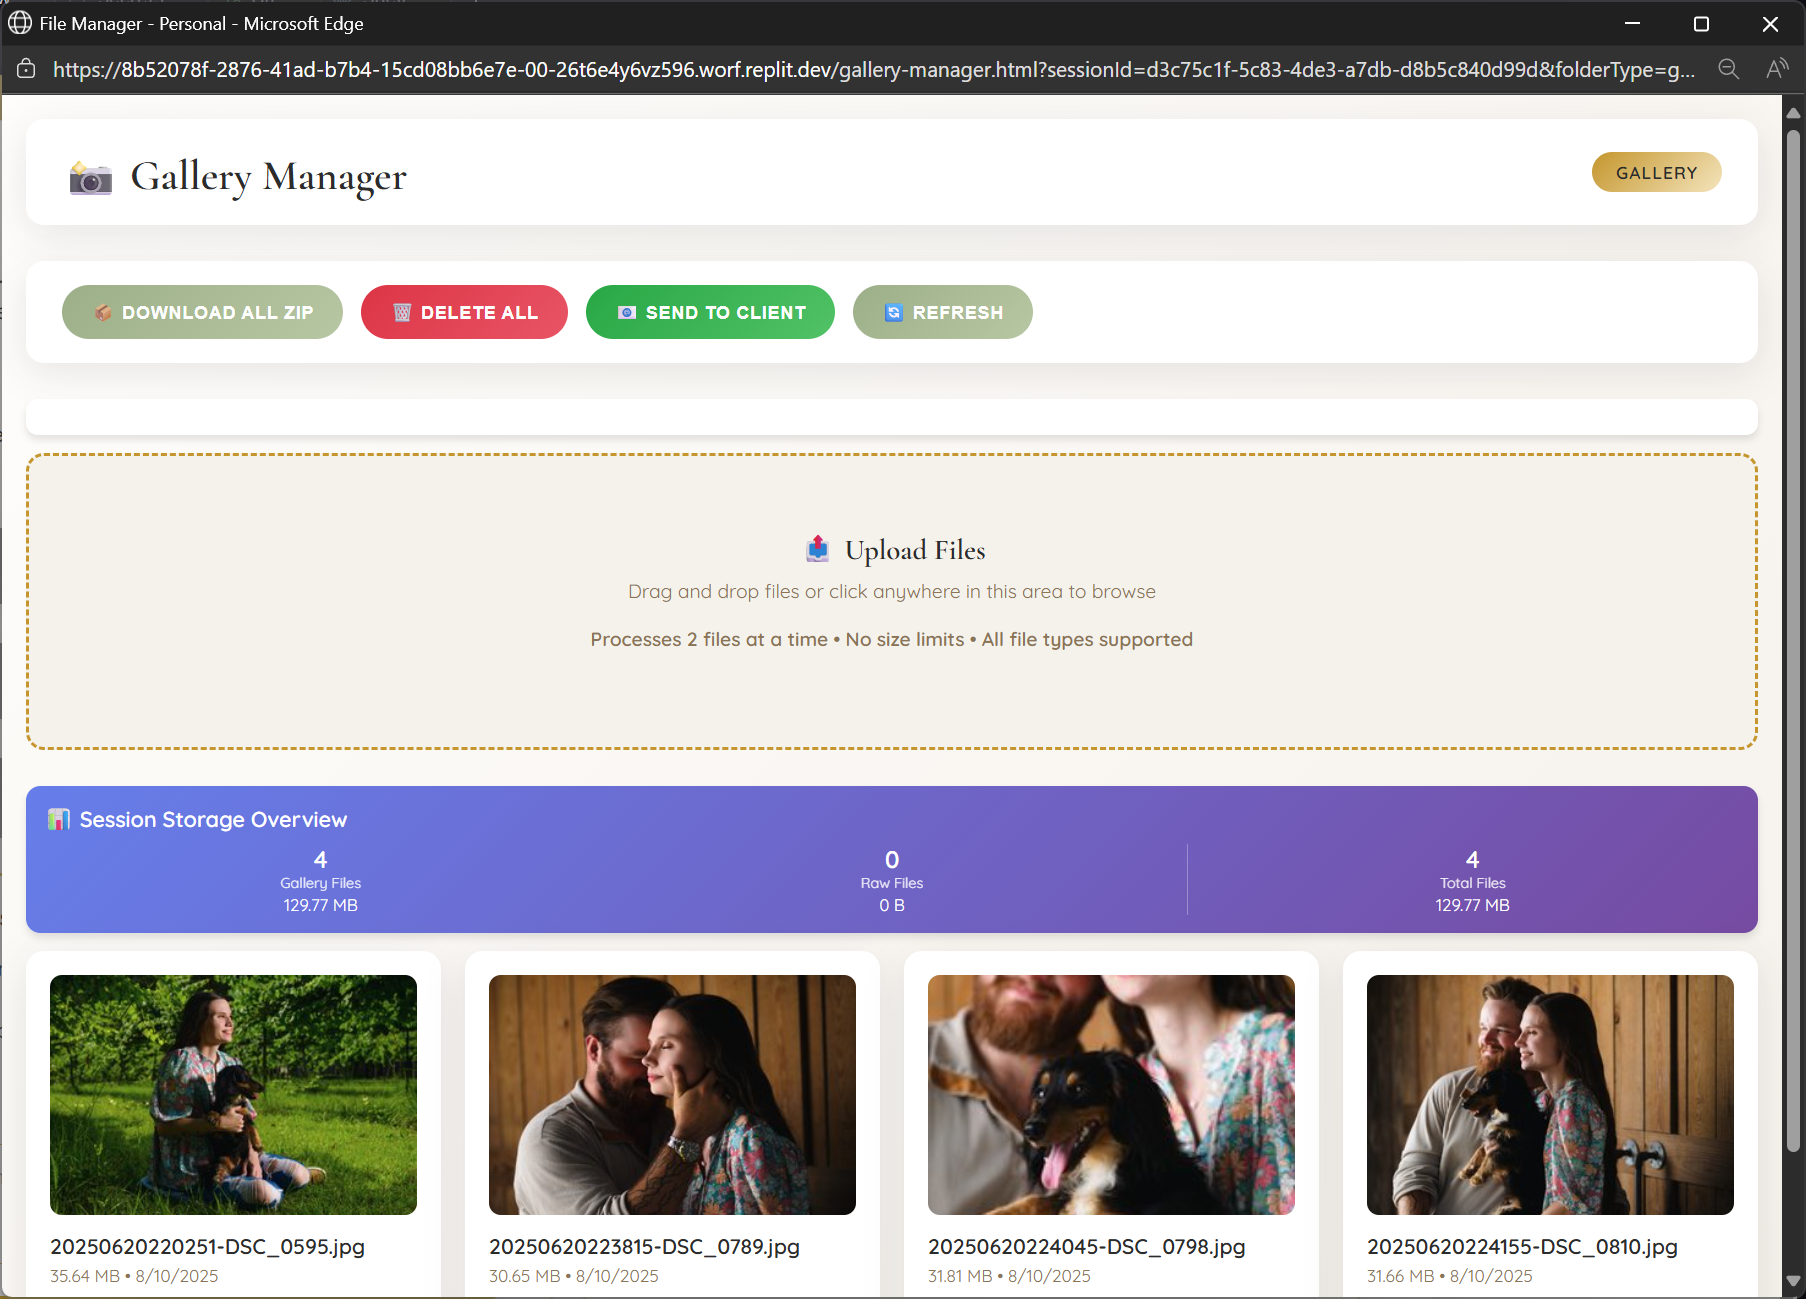 File Manager - Personal - Microsoft Edge
https://8b52078f-2876-41ad-b7b4-15cd08bb6e7e-00-26t6e4y6vz596.worf.replit.dev/gallery-manager.html?sessionId=d3c75c1f-5c83-4de3-a7db-d8b5c840d99d&folderType=g...
Gallery Manager
GALLERY
DOWNLOAD ALL ZIP
DELETE ALL
SEND TO CLIENT
REFRESH
Upload Files
Drag and drop files or click anywhere in this area to browse
Processes 2 files at a time • No size limits • All file types supported
Session Storage Overview
4
Gallery Files
129.77 MB
0
Raw Files
0 B
4
Total Files
129.77 MB
20250620220251-DSC_0595.jpg
35.64 MB • 8/10/2025
20250620223815-DSC_0789.jpg
30.65 MB • 8/10/2025
20250620224045-DSC_0798.jpg
31.81 MB • 8/10/2025
20250620224155-DSC_0810.jpg
31.66 MB • 8/10/2025